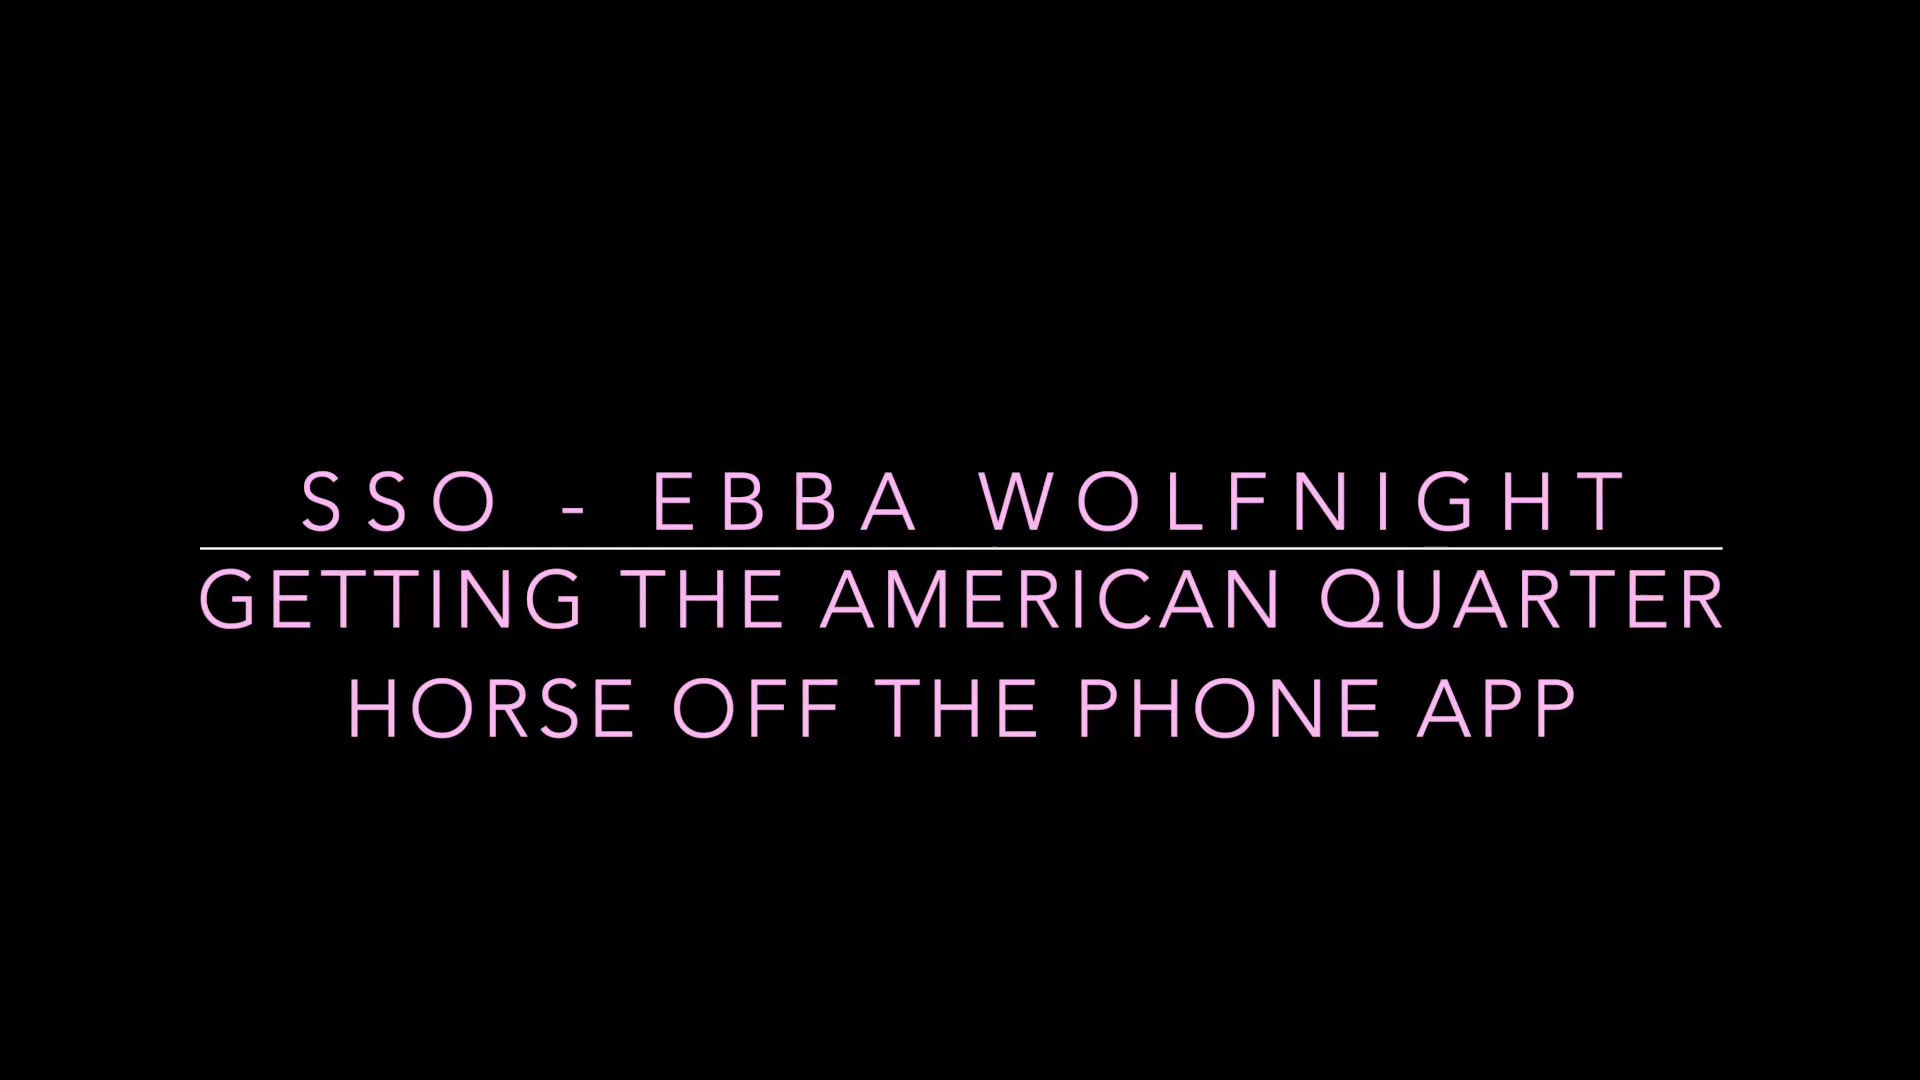 SSO - EBBA WOLFNIGHT
GETTING THE AMERICAN QUARTER
HORSE OFF THE PHONE APP